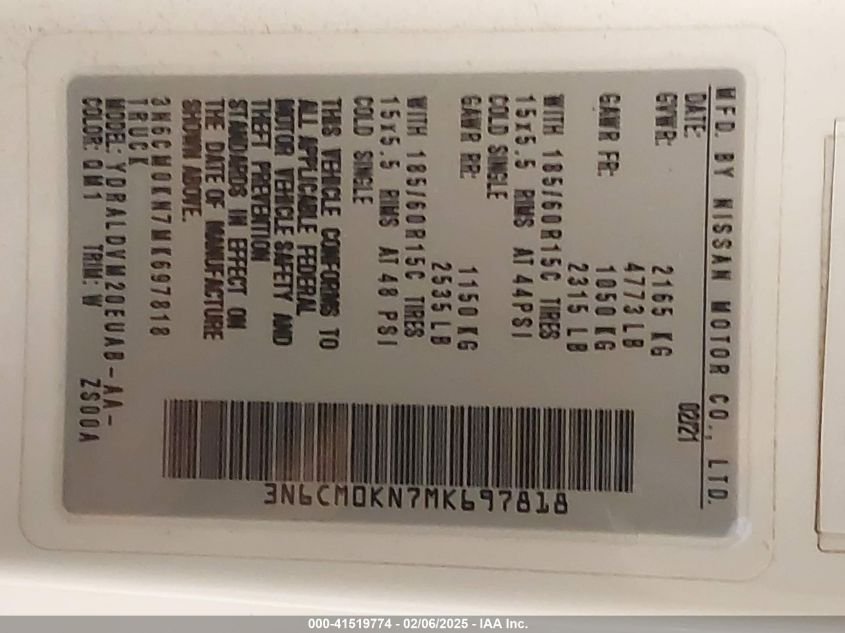 MFD. BY NISSAN MOTOR CO., LTD.
DATE: 02/21
GVWR: 2165 KG
4773 LB
GAWR FR: 1050 KG
2315 LB
WITH 185/60R15C TIRES
15x5.5 RIMS AT 44PSI
COLD SINGLE
GAWR RR: 1150 KG
2535 LB
WITH 185/60R15C TIRES
15x5.5 RIMS AT 48 PSI
COLD SINGLE
THIS VEHICLE CONFORMS TO
ALL APPLICABLE FEDERAL
MOTOR VEHICLE SAFETY AND
THEFT PREVENTION
STANDARDS IN EFFECT ON
THE DATE OF MANUFACTURE
SHOWN ABOVE.
3N6CM0KN7MK697818
TRUCK
MODEL: YDRALDYM20EUAB-AA-
COLOR: QM1 TRIM: W ZS00A
3N6CM0KN7MK697818
000-41519774 - 02/06/2025 - IAA Inc.